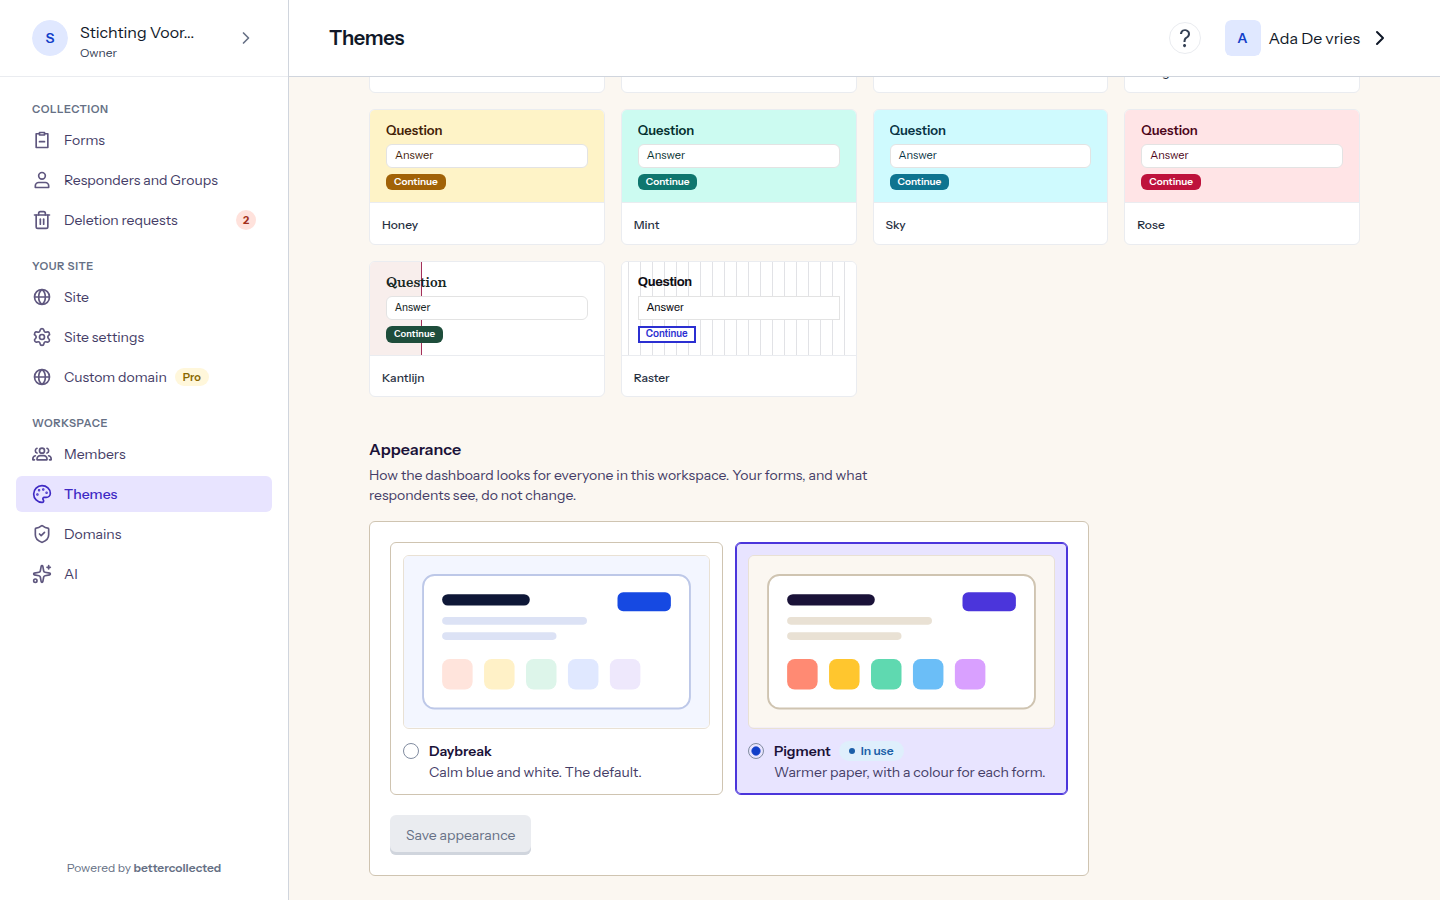 S
Stichting Voor...
Owner
Themes
?
A
Ada De vries
COLLECTION
Forms
Responders and Groups
Deletion requests
2
YOUR SITE
Site
Site settings
Custom domain
Pro
WORKSPACE
Members
Themes
Domains
AI
Powered by bettercollected
Question
Answer
Continue
Honey
Question
Answer
Continue
Mint
Question
Answer
Continue
Sky
Question
Answer
Continue
Rose
Question
Answer
Continue
Kantlijn
Question
Answer
Continue
Raster
Appearance
How the dashboard looks for everyone in this workspace. Your forms, and what
respondents see, do not change.
Daybreak
Calm blue and white. The default.
Pigment
In use
Warmer paper, with a colour for each form.
Save appearance